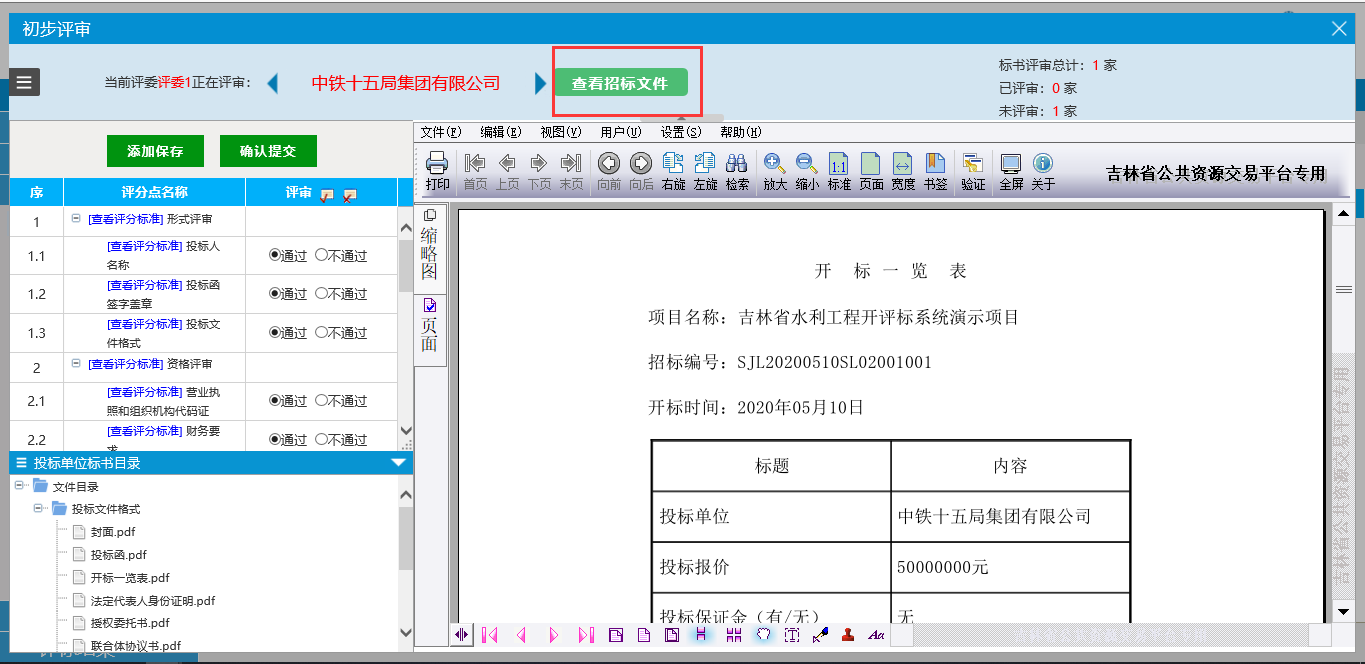 初步评审
当前评委评委1正在评审：
中铁十五局集团有限公司
查看招标文件
标书评审总计：1 家
已评审：0 家
未评审：1 家
添加保存 确认提交
序 评分点名称 评审
1 [查看评分标准] 形式评审
1.1 [查看评分标准] 投标人名称 通过 不通过
1.2 [查看评分标准] 投标函签字盖章 通过 不通过
1.3 [查看评分标准] 投标文件格式 通过 不通过
2 [查看评分标准] 资格评审
2.1 [查看评分标准] 营业执照和组织机构代码证 通过 不通过
2.2 [查看评分标准] 财务要求 通过 不通过
投标单位标书目录
文件目录
投标文件格式
封面.pdf
投标函.pdf
开标一览表.pdf
法定代表人身份证明.pdf
授权委托书.pdf
联合体协议书.pdf
文件(F) 编辑(E) 视图(V) 用户(U) 设置(S) 帮助(H)
打印 首页 上页 下页 末页 向前 向后 右旋 左旋 检索 放大 缩小 标准 页面 宽度 书签 验证 全屏 关于
吉林省公共资源交易平台专用
缩略图
页面
开 标 一 览 表
项目名称：吉林省水利工程开评标系统演示项目
招标编号：SJL20200510SL02001001
开标时间：2020年05月10日
标题 内容
投标单位 中铁十五局集团有限公司
投标报价 50000000元
投标保证金（有/无） 无
吉林省公共资源交易平台专用
吉林省公共资源交易平台专用